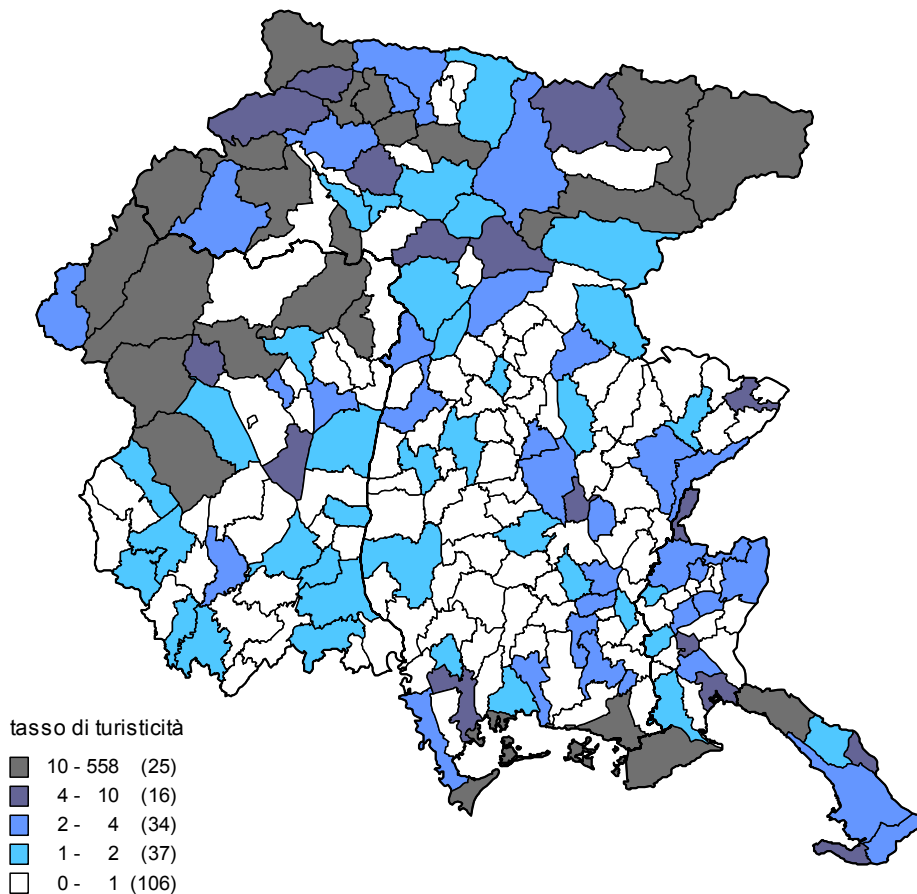 tasso di turisticità
10 - 558 (25)
4 - 10 (16)
2 - 4 (34)
1 - 2 (37)
0 - 1 (106)